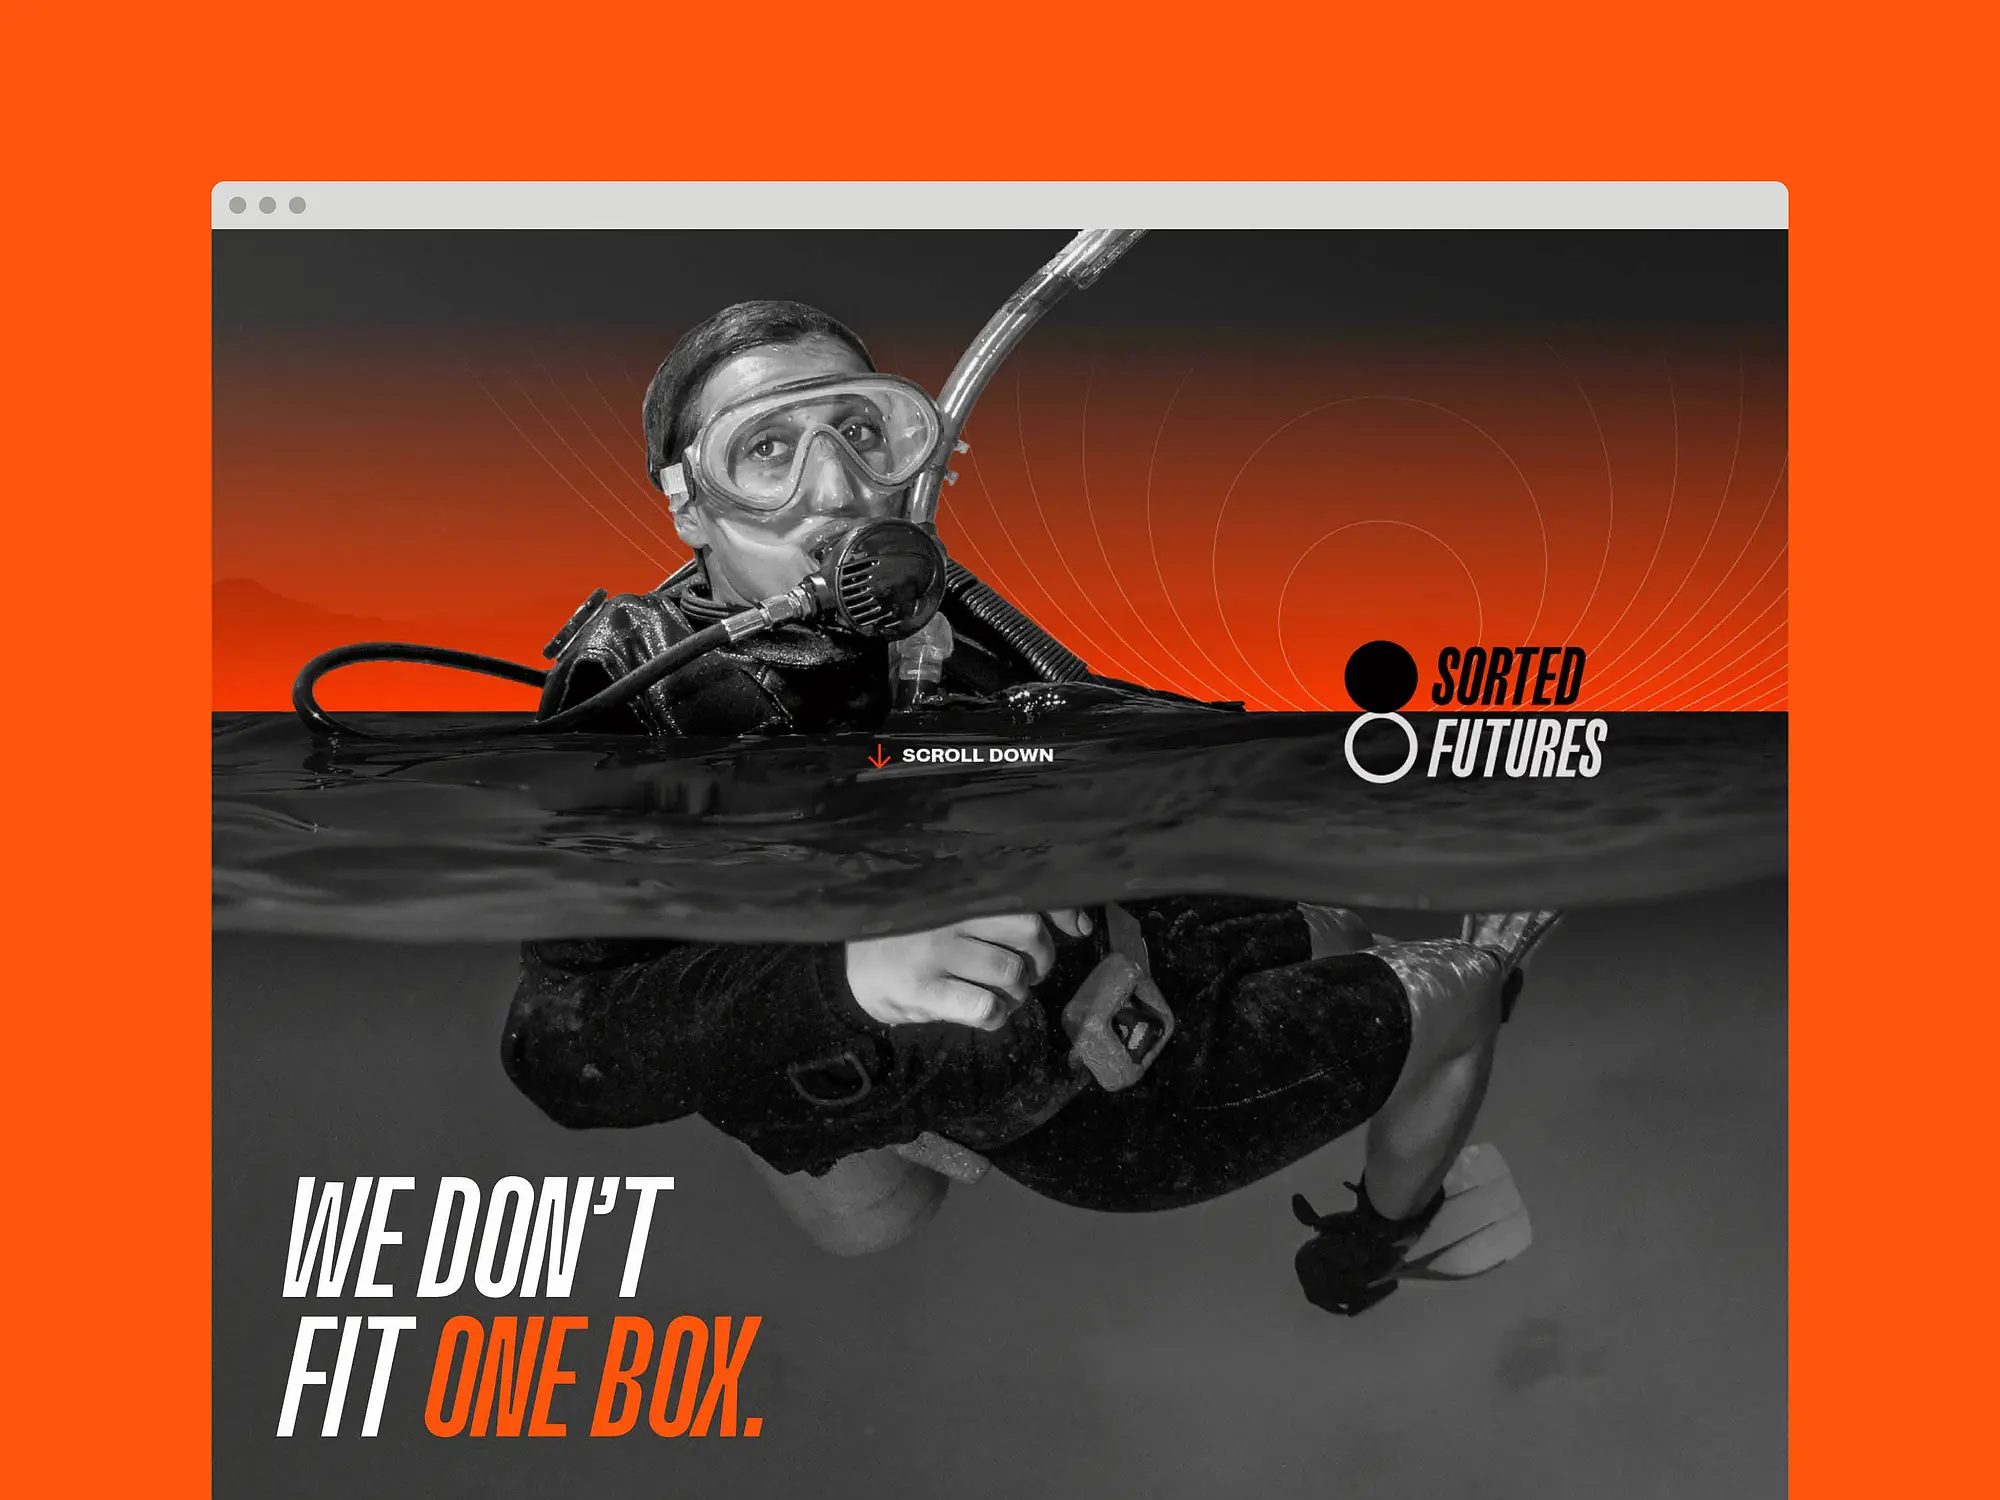 SORTED
FUTURES
SCROLL DOWN
WE DON'T
FIT ONE BOX.